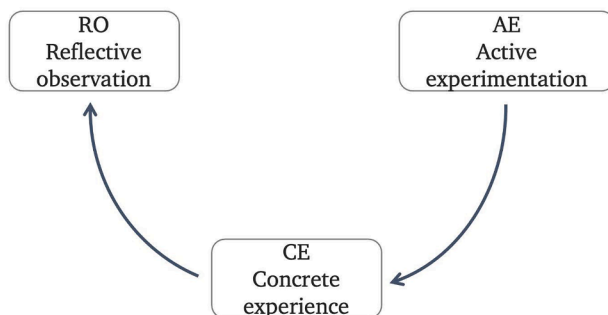 RO
Reflective
observation
AE
Active
experimentation
CE
Concrete
experience